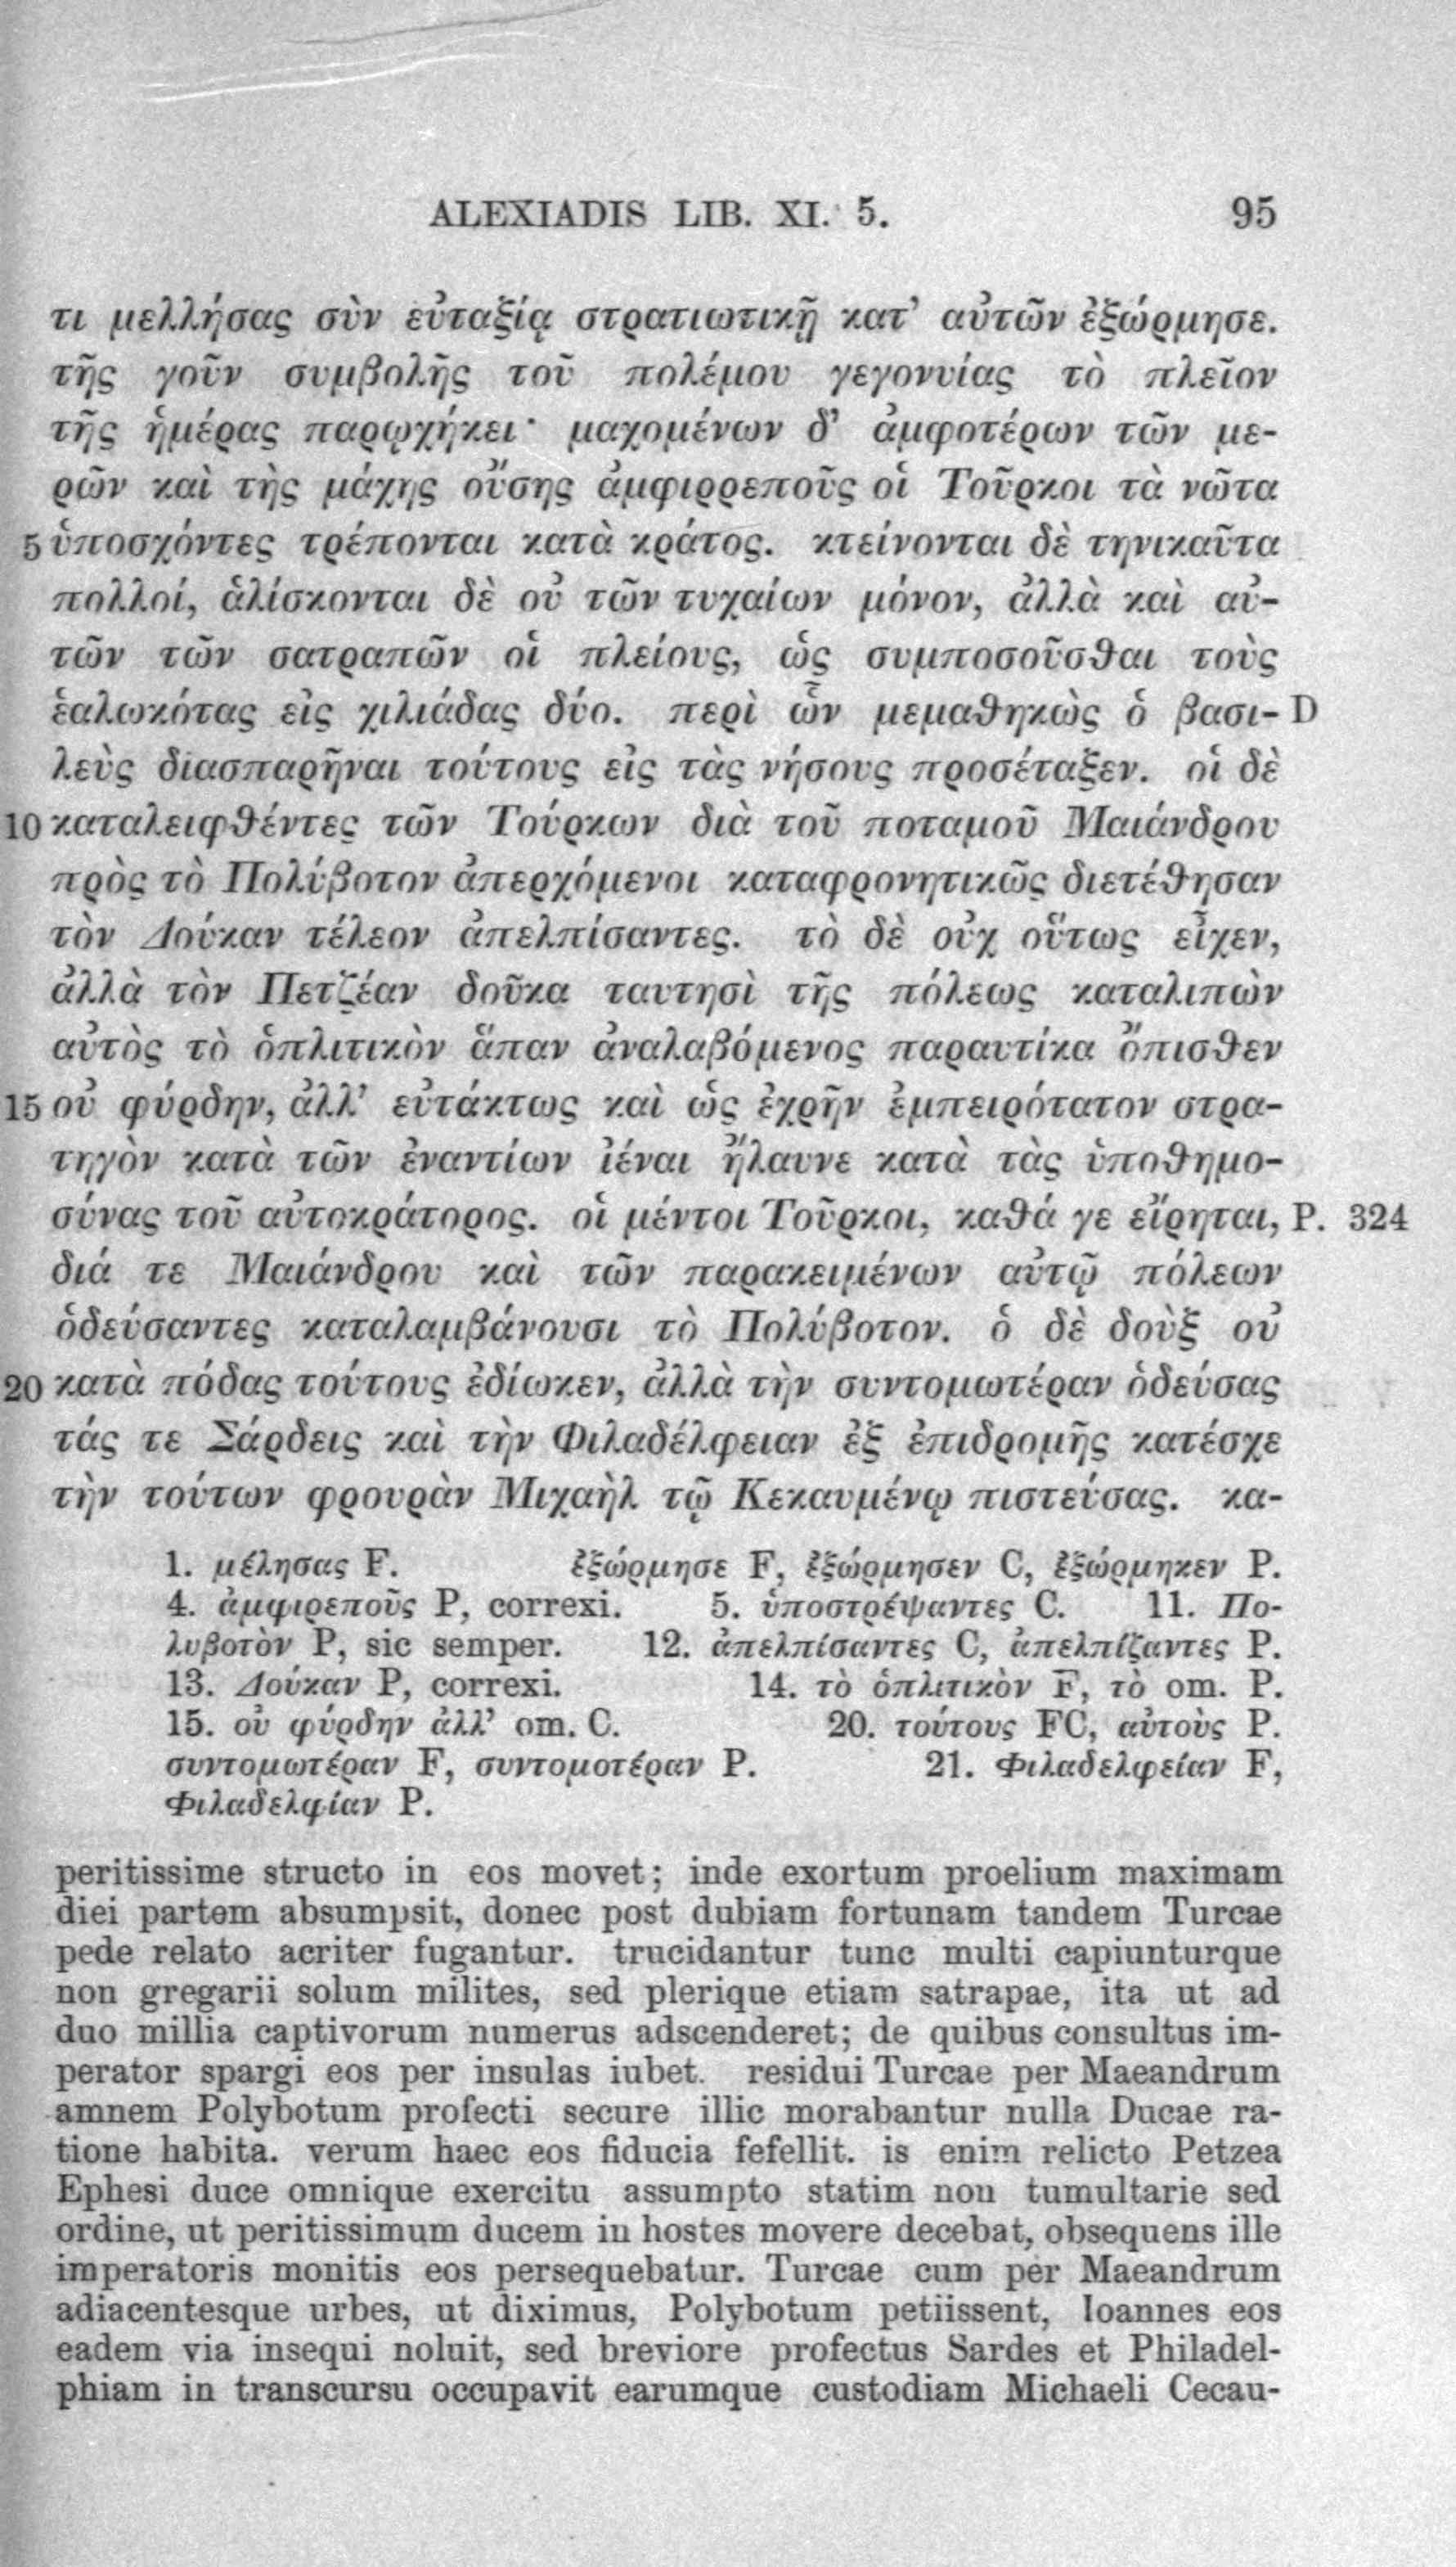 ALEXIADIS LIB. XI. 5. 95
τι μελλήσας σὺν εὐταξίᾳ στρατιωτικῇ κατ’ αὐτῶν ἐξώρμησε.
τῆς γοῦν συμβολῆς τοῦ πολέμου γεγονυίας τὸ πλεῖον
τῆς ἡμέρας παρῳχήκει· μαχομένων δ’ ἀμφοτέρων τῶν με-
ρῶν καὶ τῆς μάχης οὔσης ἀμφιρρεποῦς οἱ Τοῦρκοι τὰ νῶτα
5 ὑποσχόντες τρέπονται κατὰ κράτος. κτείνονται δὲ τηνικαῦτα
πολλοί, ἁλίσκονται δὲ οὐ τῶν τυχαίων μόνον, ἀλλὰ καὶ αὐ-
τῶν τῶν σατραπῶν οἱ πλείους, ὡς συμποσοῦσθαι τοὺς
ἑαλωκότας εἰς χιλιάδας δύο. περὶ ὧν μεμαθηκὼς ὁ βασι- D
λεὺς διασπαρῆναι τούτους εἰς τὰς νήσους προσέταξεν. οἱ δὲ
10 καταλειφθέντες τῶν Τούρκων διὰ τοῦ ποταμοῦ Μαιάνδρου
πρὸς τὸ Πολύβοτον ἀπερχόμενοι καταφρονητικῶς διετέθησαν
τὸν Δούκαν τέλεον ἀπελπίσαντες. τὸ δὲ οὐχ οὕτως εἶχεν,
ἀλλὰ τὸν Πετζέαν δοῦκα ταυτησὶ τῆς πόλεως καταλιπὼν
αὐτὸς τὸ ὁπλιτικὸν ἅπαν ἀναλαβόμενος παραυτίκα ὄπισθεν
15 οὐ φύρδην, ἀλλ’ εὐτάκτως καὶ ὡς ἐχρῆν ἐμπειρότατον στρα-
τηγὸν κατὰ τῶν ἐναντίων ἰέναι ἤλαυνε κατὰ τὰς ὑποθημο-
σύνας τοῦ αὐτοκράτορος. οἱ μέντοι Τοῦρκοι, καθά γε εἴρηται, P. 324
διά τε Μαιάνδρου καὶ τῶν παρακειμένων αὐτῷ πόλεων
ὁδεύσαντες καταλαμβάνουσι τὸ Πολύβοτον. ὁ δὲ δοὺξ οὐ
20 κατὰ πόδας τούτους ἐδίωκεν, ἀλλὰ τὴν συντομωτέραν ὁδεύσας
τάς τε Σάρδεις καὶ τὴν Φιλαδέλφειαν ἐξ ἐπιδρομῆς κατέσχε
τὴν τούτων φρουρὰν Μιχαὴλ τῷ Κεκαυμένῳ πιστεύσας. κα-
1. μέλησας F. ἐξώρμησε F, ἐξώρμησεν C, ἐξώρμηκεν P.
4. ἀμφιρεποῦς P, correxi. 5. ὑποστρέψαντες C. 11. Πο-
λυβοτὸν P, sic semper. 12. ἀπελπίσαντες C, ἀπελπίζαντες P.
13. Δούκαν P, correxi. 14. τὸ ὁπλιτικὸν F, τὸ om. P.
15. οὐ φύρδην ἀλλ’ om. C. 20. τούτους FC, αὐτοὺς P.
συντομωτέραν F, συντομοτέραν P. 21. Φιλαδελφείαν F,
Φιλαδελφίαν P.
peritissime structo in eos movet; inde exortum proelium maximam
diei partem absumpsit, donec post dubiam fortunam tandem Turcae
pede relato acriter fugantur. trucidantur tunc multi capiunturque
non gregarii solum milites, sed plerique etiam satrapae, ita ut ad
duo millia captivorum numerus adscenderet; de quibus consultus im-
perator spargi eos per insulas iubet. residui Turcae per Maeandrum
amnem Polybotum profecti secure illic morabantur nulla Ducae ra-
tione habita. verum haec eos fiducia fefellit. is enim relicto Petzea
Ephesi duce omnique exercitu assumpto statim non tumultarie sed
ordine, ut peritissimum ducem in hostes movere decebat, obsequens ille
imperatoris monitis eos persequebatur. Turcae cum per Maeandrum
adiacentesque urbes, ut diximus, Polybotum petiissent, Ioannes eos
eadem via insequi noluit, sed breviore profectus Sardes et Philadel-
phiam in transcursu occupavit earumque custodiam Michaeli Cecau-